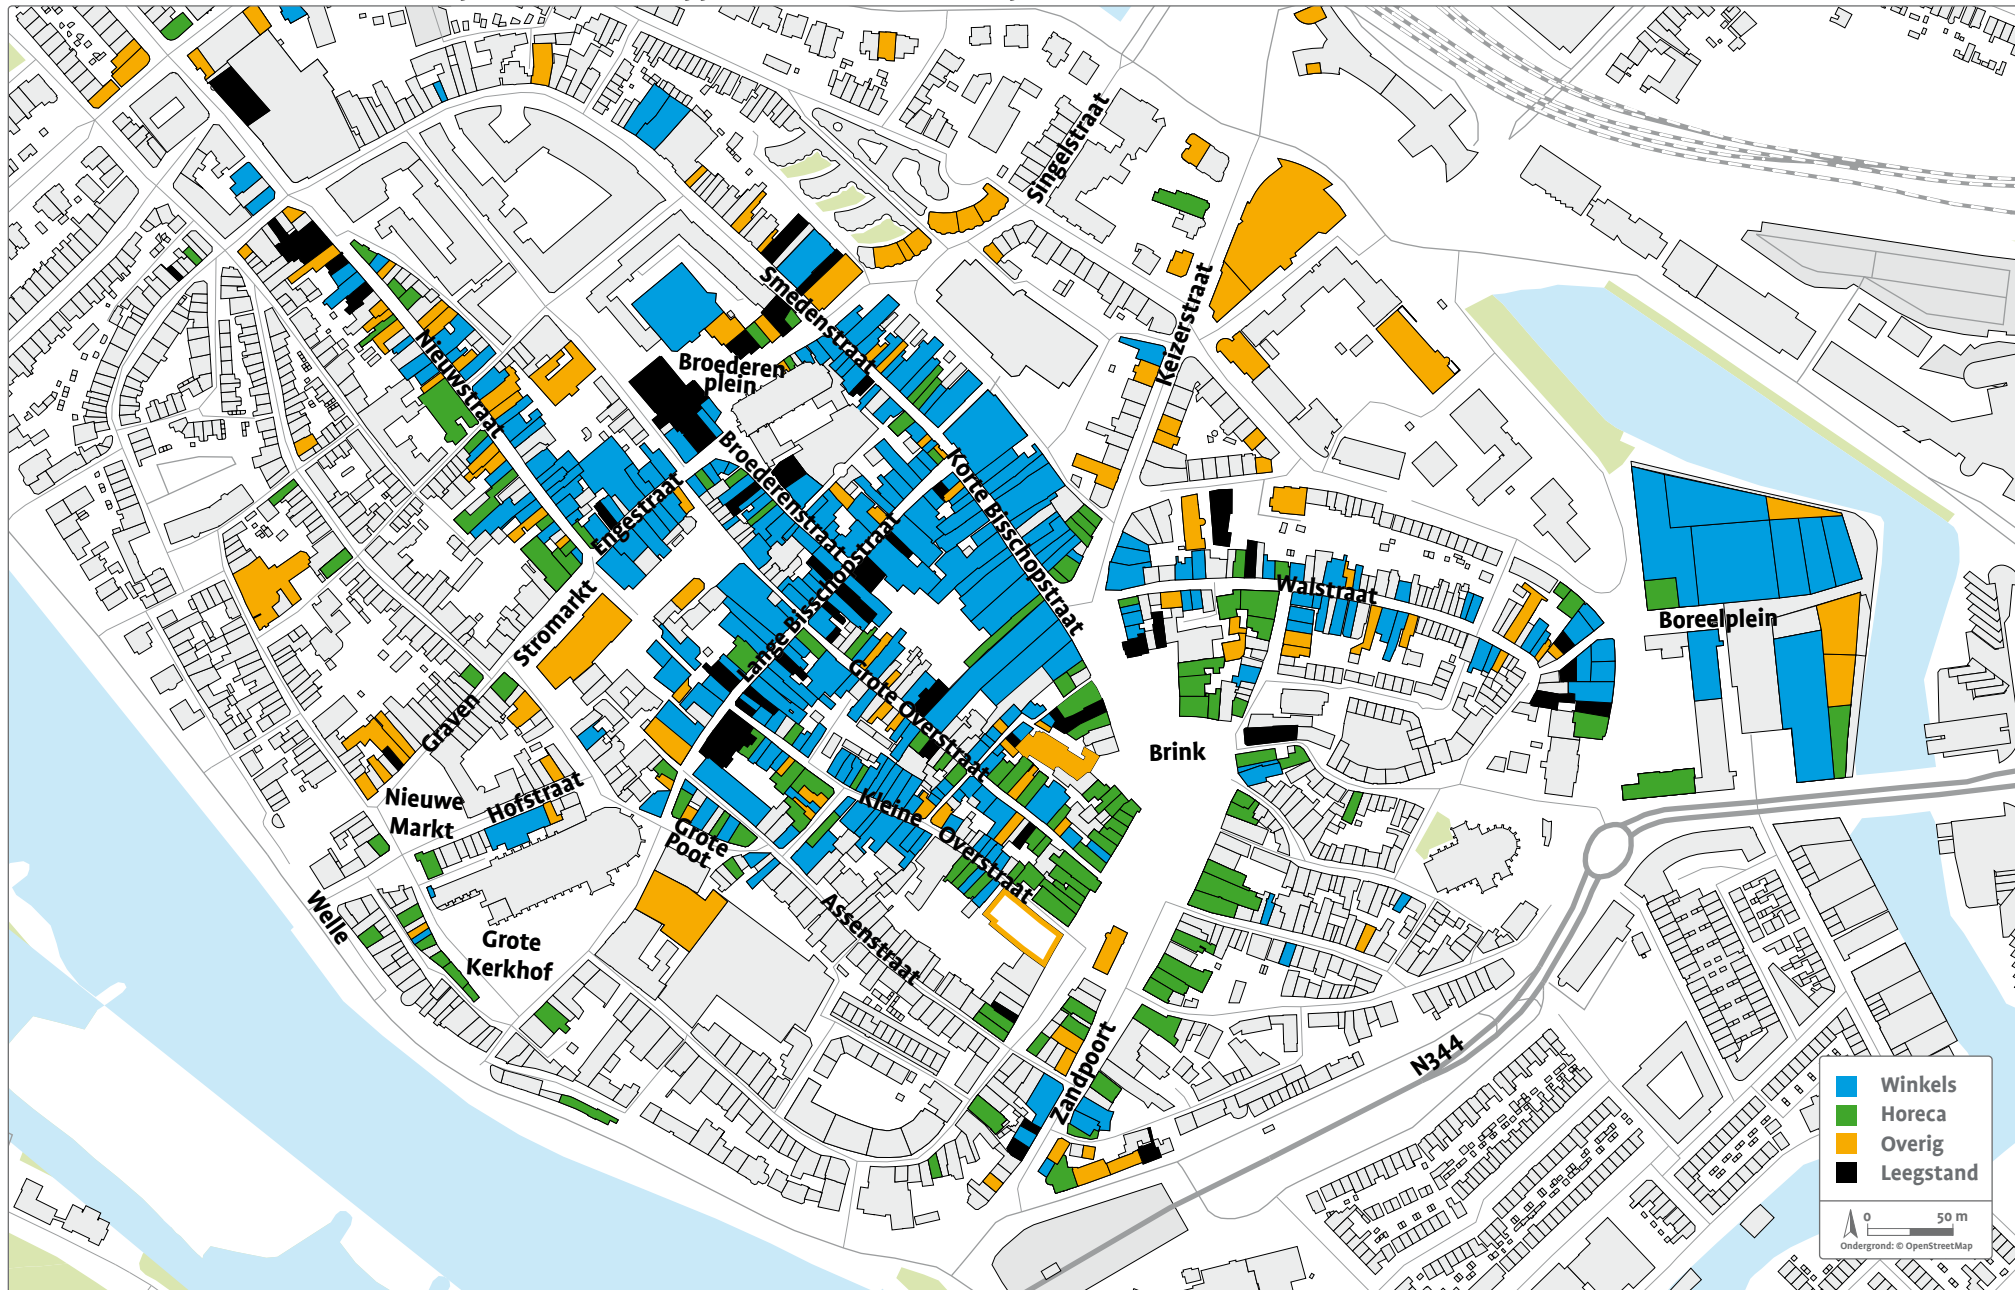 Singelstraat
Keizerstraat
Smedenstraat
Broederen
plein
Nieuwstraat
Broederenstraat
Korte Bisschopstraat
Engestraat
Lange Bisschopstraat
Walstraat
Boreelplein
Stromarkt
Grote Overstraat
Graven
Brink
Nieuwe
Markt
Hofstraat
Kleine Overstraat
Grote
Poot
Assenstraat
Welle
Grote
Kerkhof
Zandpoort
N344
Winkels
Horeca
Overig
Leegstand
0 50 m
Ondergrond: © OpenStreetMap